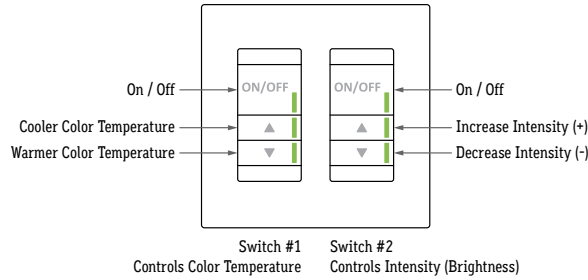 ON/OFF
ON/OFF
On / Off
On / Off
Cooler Color Temperature
Increase Intensity (+)
Warmer Color Temperature
Decrease Intensity (-)
Switch #1
Controls Color Temperature
Switch #2
Controls Intensity (Brightness)